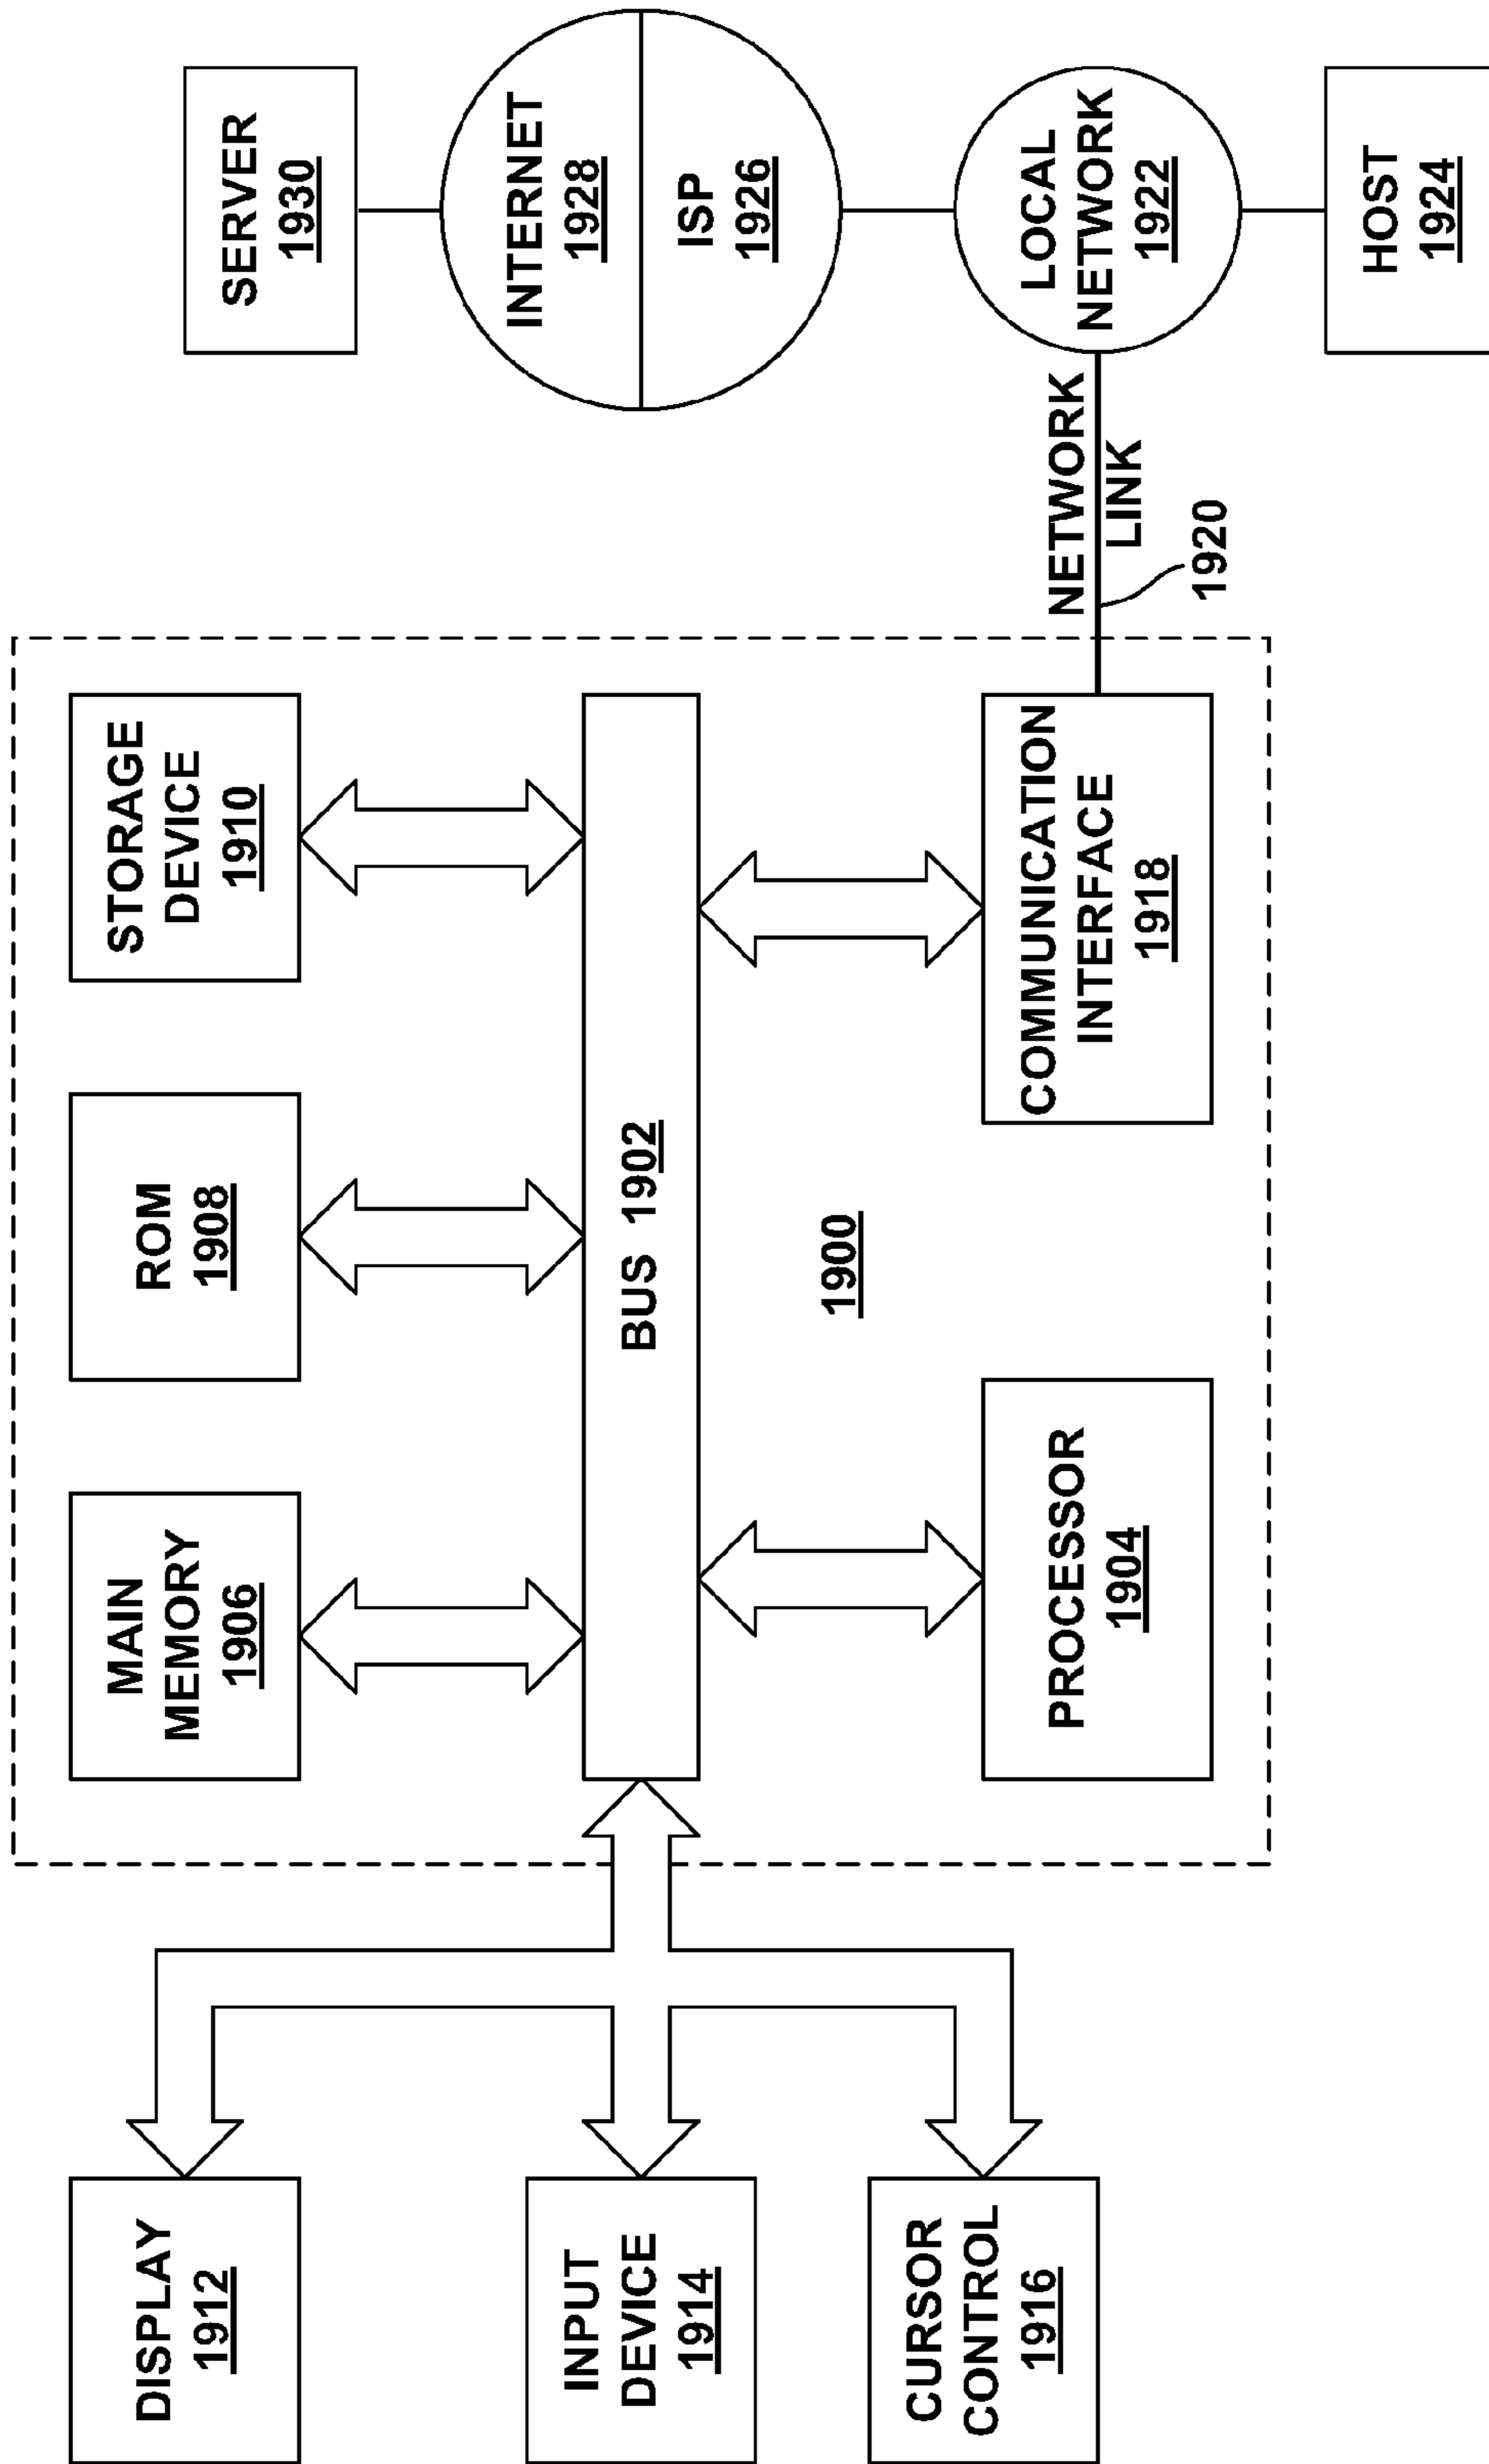 DISPLAY
1912
INPUT
DEVICE
1914
CURSOR
CONTROL
1916
MAIN
MEMORY
1906
ROM
1908
STORAGE
DEVICE
1910
BUS 1902
1900
PROCESSOR
1904
COMMUNICATION
INTERFACE
1918
NETWORK
LINK
1920
SERVER
1930
INTERNET
1928
ISP
1926
LOCAL
NETWORK
1922
HOST
1924